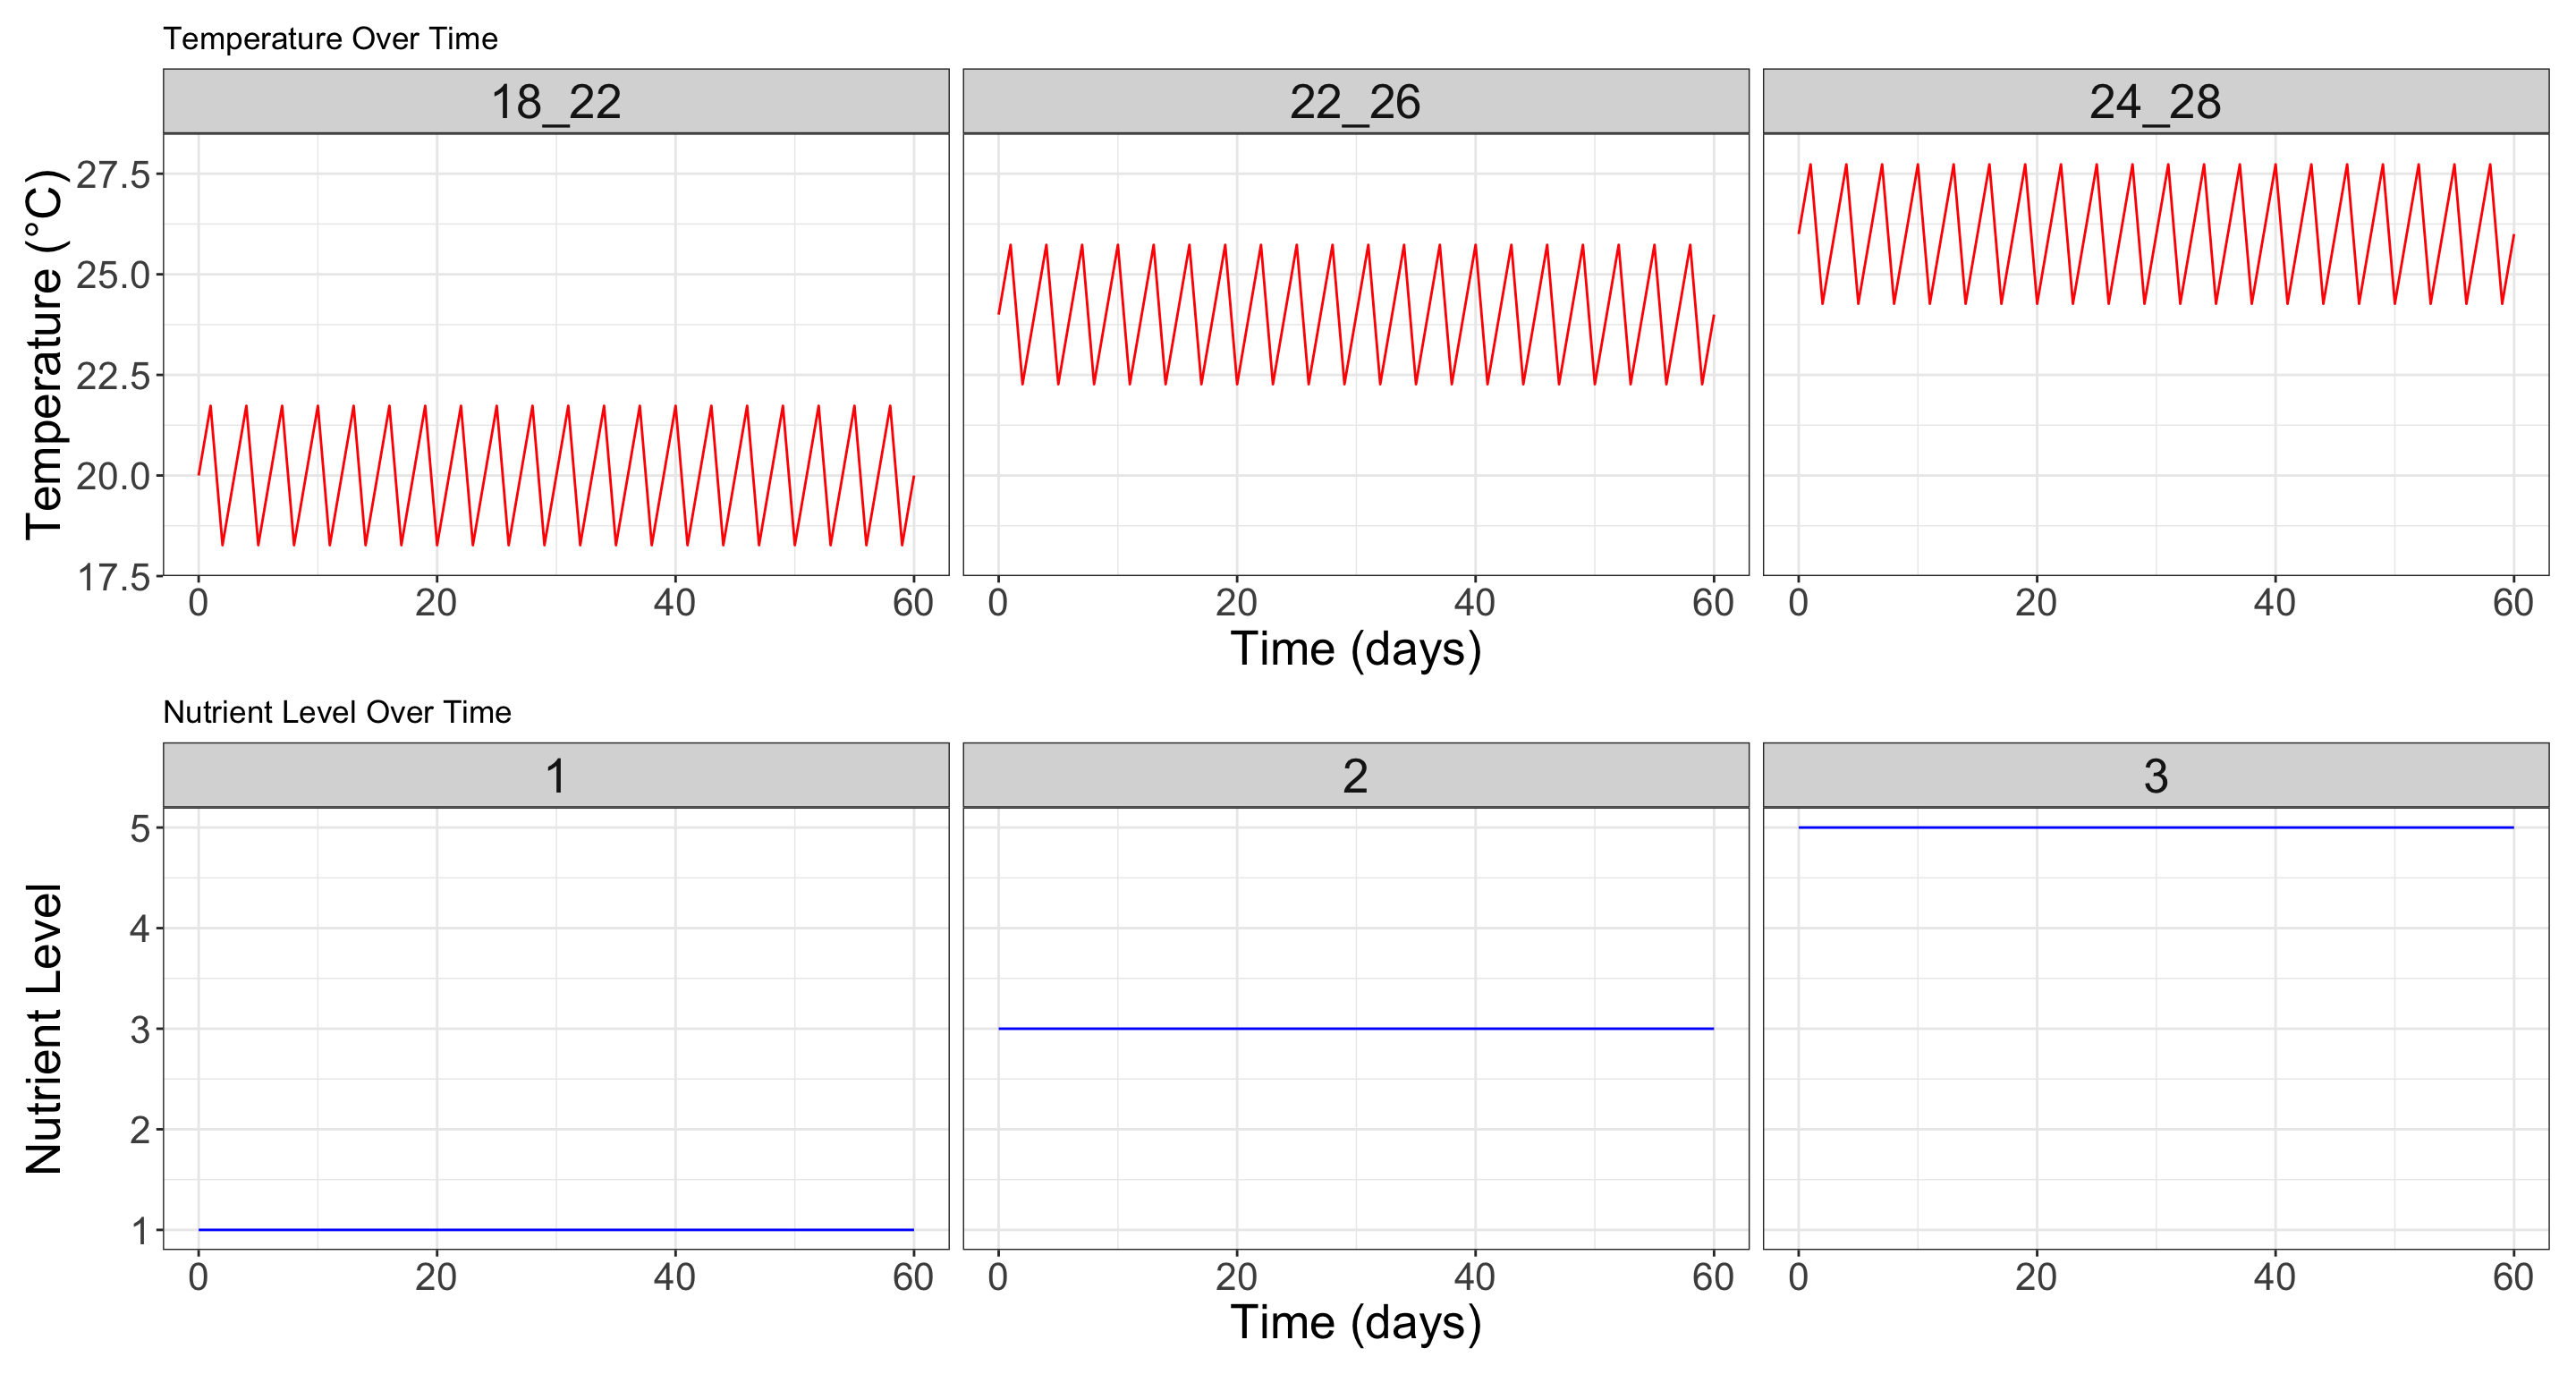 Temperature Over Time
18_22 22_26 24_28
Temperature (°C)
27.5
25.0
22.5
20.0
17.5
0 20 40 60 0 20 40 60 0 20 40 60
Time (days)
Nutrient Level Over Time
1 2 3
Nutrient Level
5
4
3
2
1
0 20 40 60 0 20 40 60 0 20 40 60
Time (days)